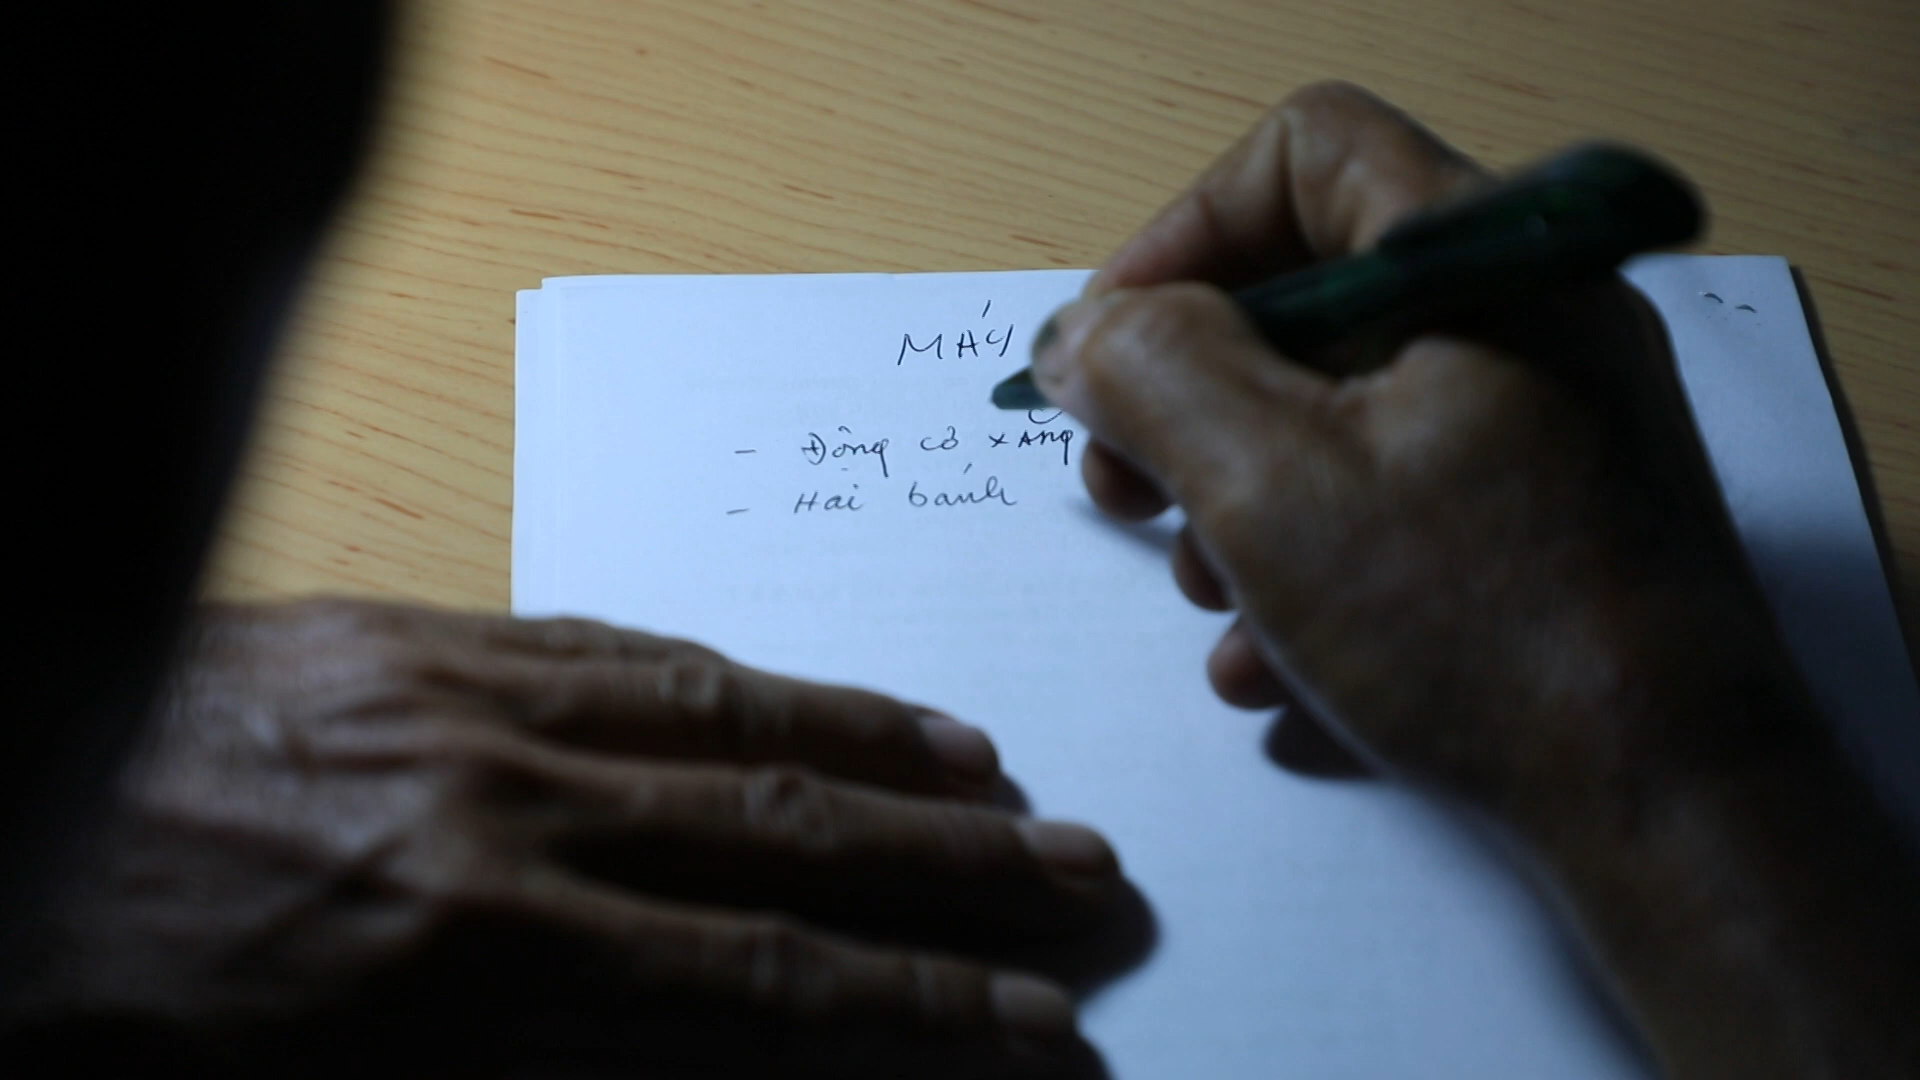 MÁY
- Động cơ xăng
- Hai bánh